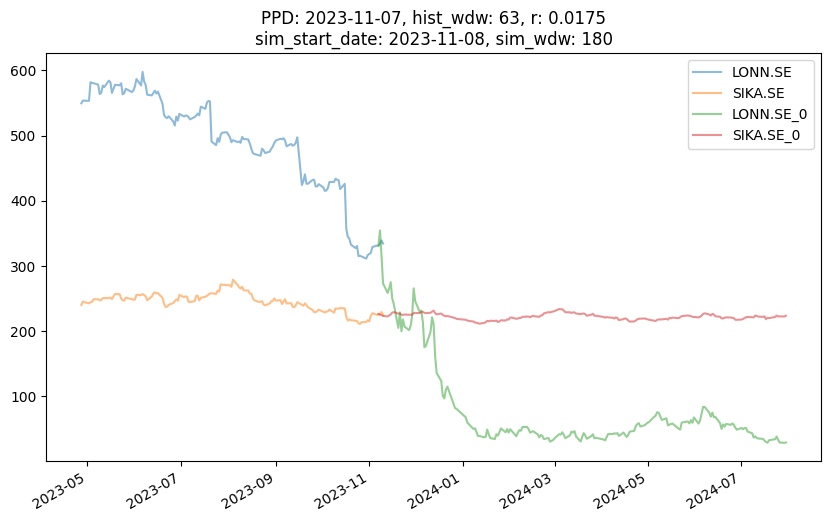 PPD: 2023-11-07, hist_wdw: 63, r: 0.0175
sim_start_date: 2023-11-08, sim_wdw: 180
LONN.SE
SIKA.SE
LONN.SE_0
SIKA.SE_0
600
500
400
300
200
100
2023-05
2023-07
2023-09
2023-11
2024-01
2024-03
2024-05
2024-07